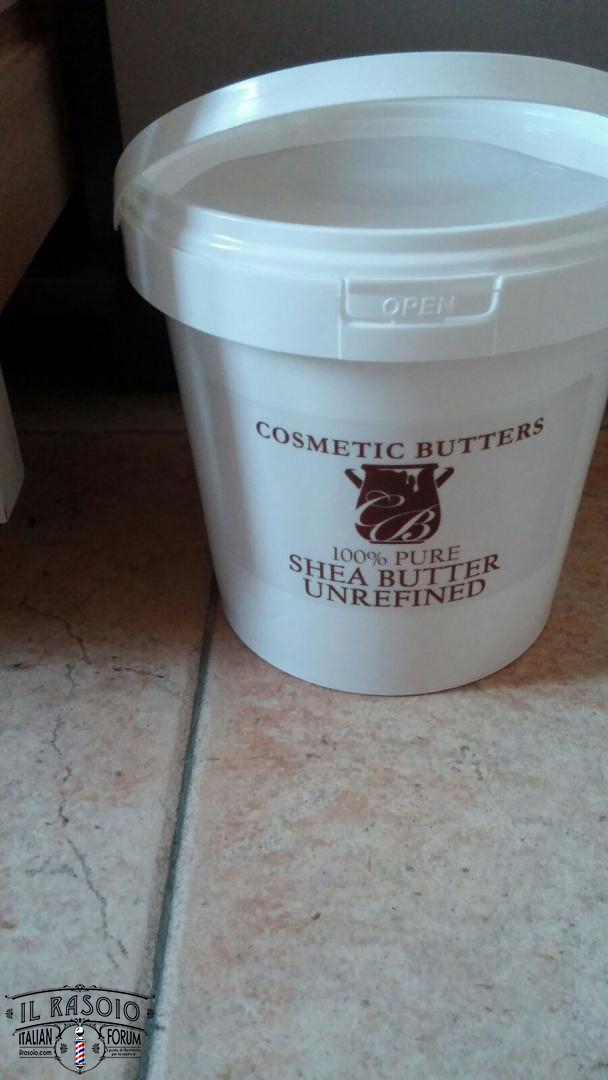 OPEN
COSMETIC BUTTERS
CB
100% PURE
SHEA BUTTER
UNREFINED
IL RASOIO
ITALIAN FORUM
ilrasoio.com